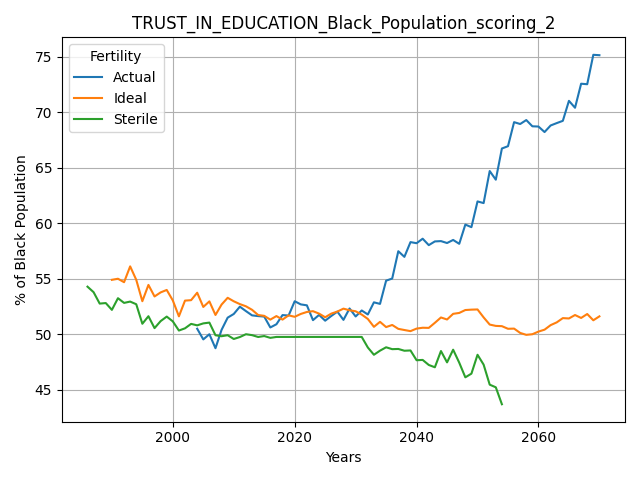 TRUST_IN_EDUCATION_Black_Population_scoring_2
Fertility
Actual
Ideal
Sterile
% of Black Population
75
70
65
60
55
50
45
2000 2020 2040 2060
Years